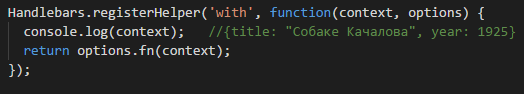 Handlebars.registerHelper('with', function(context, options) {
console.log(context);   //{title: "Собаке Качалова", year: 1925}
return options.fn(context);
});